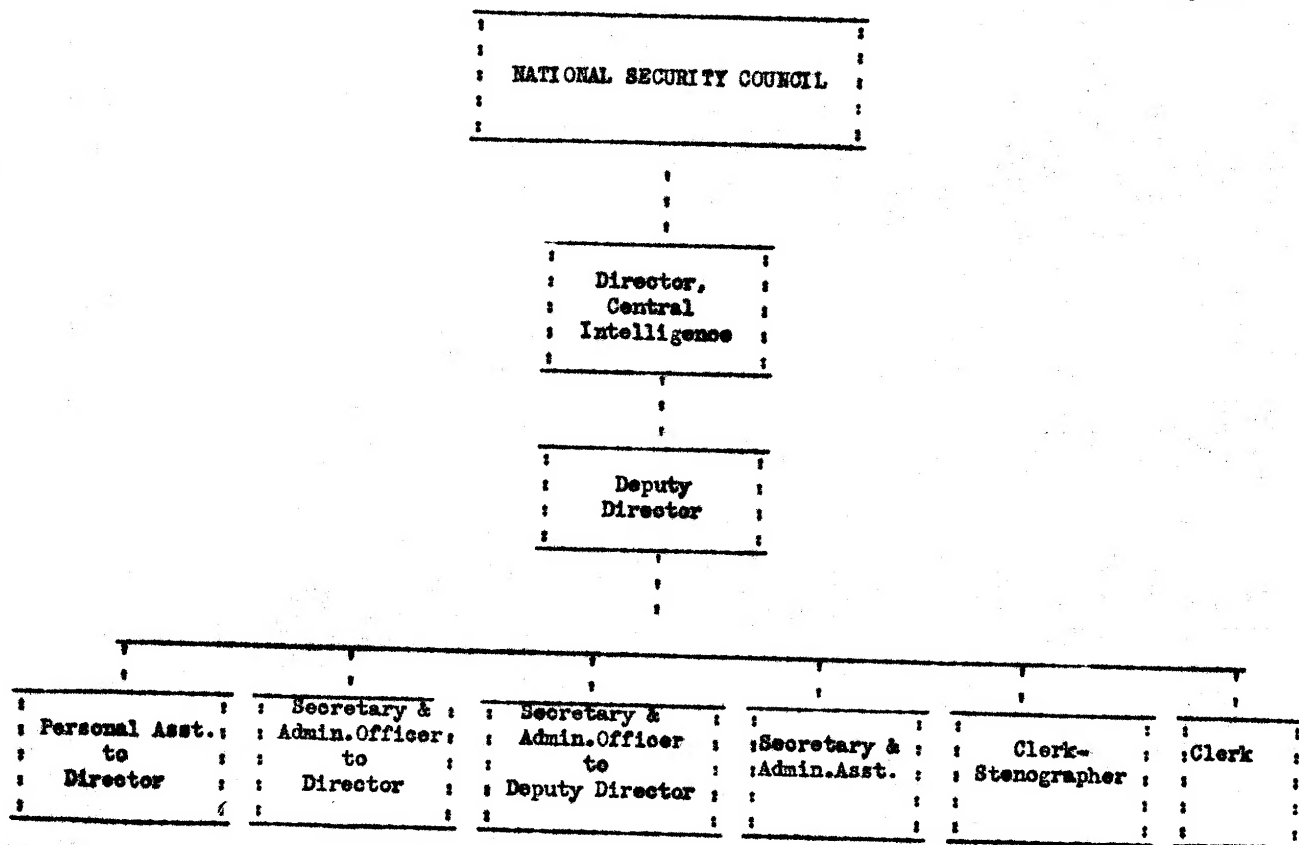 NATIONAL SECURITY COUNCIL
Director,
Central
Intelligence
Deputy
Director
Personal Asst.
to
Director
Secretary &
Admin.Officer
to
Director
Secretary &
Admin.Officer
to
Deputy Director
Secretary &
Admin.Asst.
Clerk-
Stenographer
Clerk